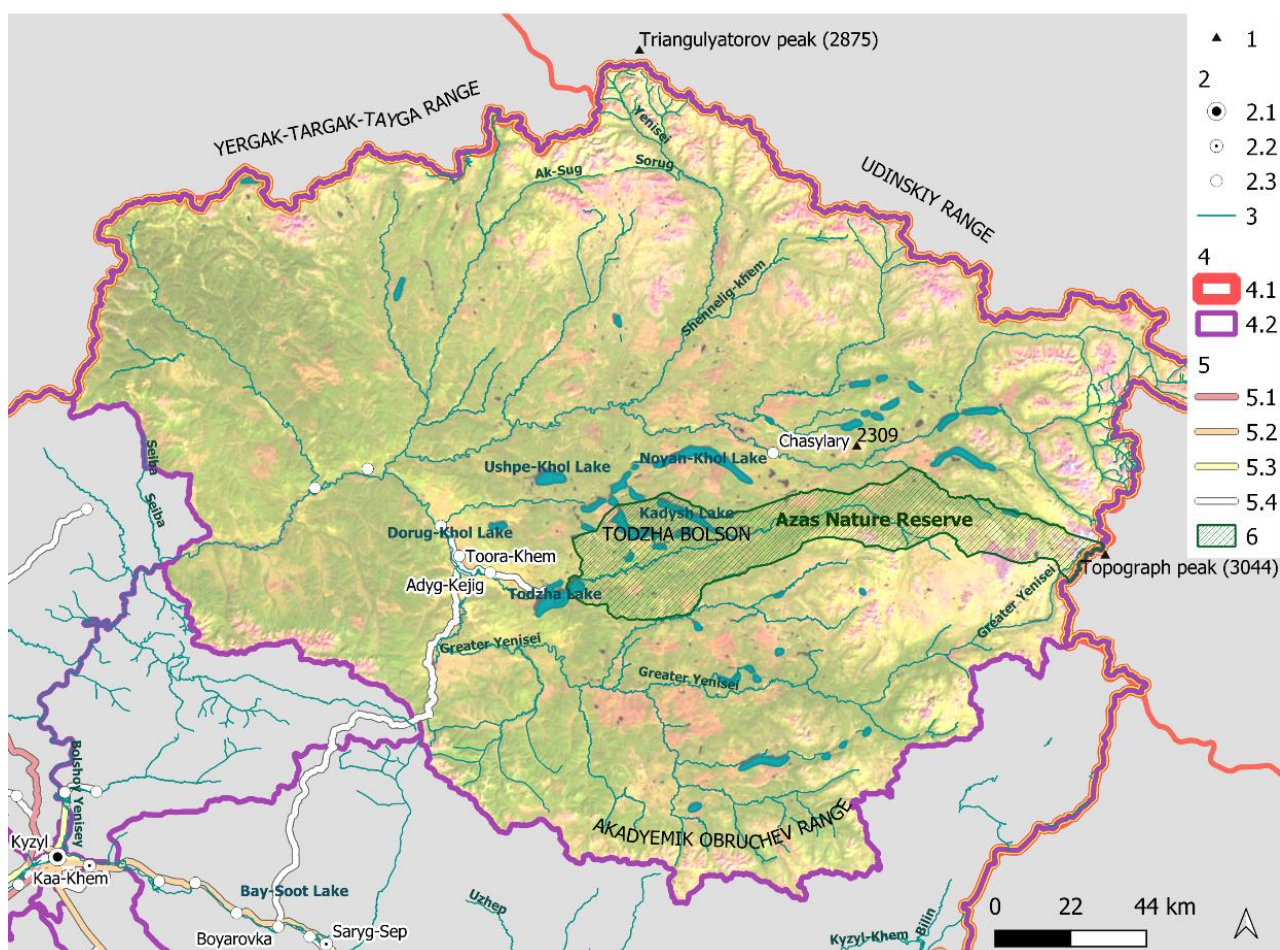 Triangulyatorov peak (2875)
YERGAK-TARGAK-TAYGA RANGE
Yenisei
Ak-Sug
Sorug
UDINSKIY RANGE
Shennelig-khem
Seiba
Seiba
Ushpe-Khol Lake
Noyan-Khol Lake
Chasylary
2309
Kadysh Lake
Azas Nature Reserve
Dorug-Khol Lake
TODZHA BOLSON
Toora-Khem
Adyg-Kejig
Todzha Lake
Topograph peak (3044)
Greater Yenisei
Greater Yenisei
Greater Yenisei
Bolshoy Yenisey
AKADYEMIK OBRUCHEV RANGE
Kyzyl
Kaa-Khem
Bay-Soot Lake
Uzhep
Boyarovka
Saryg-Sep
Kyzyl-Khem
Bilin
0 22 44 km
1
2
2.1
2.2
2.3
3
4
4.1
4.2
5
5.1
5.2
5.3
5.4
6